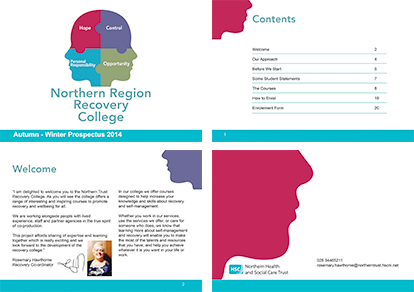 Hope
Control
Personal
Responsibility
Opportunity
Northern Region
Recovery
College
Autumn - Winter Prospectus 2014
Contents
Welcome 2
Our Approach 4
Before We Start 5
Some Student Statements 7
The Courses 8
How to Enrol 18
Enrolment Form 20
1
Welcome
"I am delighted to welcome you to the Northern Trust
Recovery College. As you will see the college offers a
range of interesting and inspiring courses to promote
recovery and wellbeing for all.
We are working alongside people with lived
experience, staff and partner agencies in the true spirit
of co-production.
This project shares expertise and learning
together which is really exciting and we
look forward to the development of the
recovery college."
Rosemary Hawthorne
Recovery Co-ordinator
In our college we offer courses
designed to help increase your
knowledge and skills about recovery
and self-management.
Whether you work in our services,
use the services we offer, or care for
someone who does, we know that
learning more about self-management
and recovery will enable you to make
the most of the talents and resources
that you have, and help you achieve
whatever it is you want in your life or
work.
2
HSC Northern Health
and Social Care Trust
rosemary.hawthorne@northerntrust.hscni.net